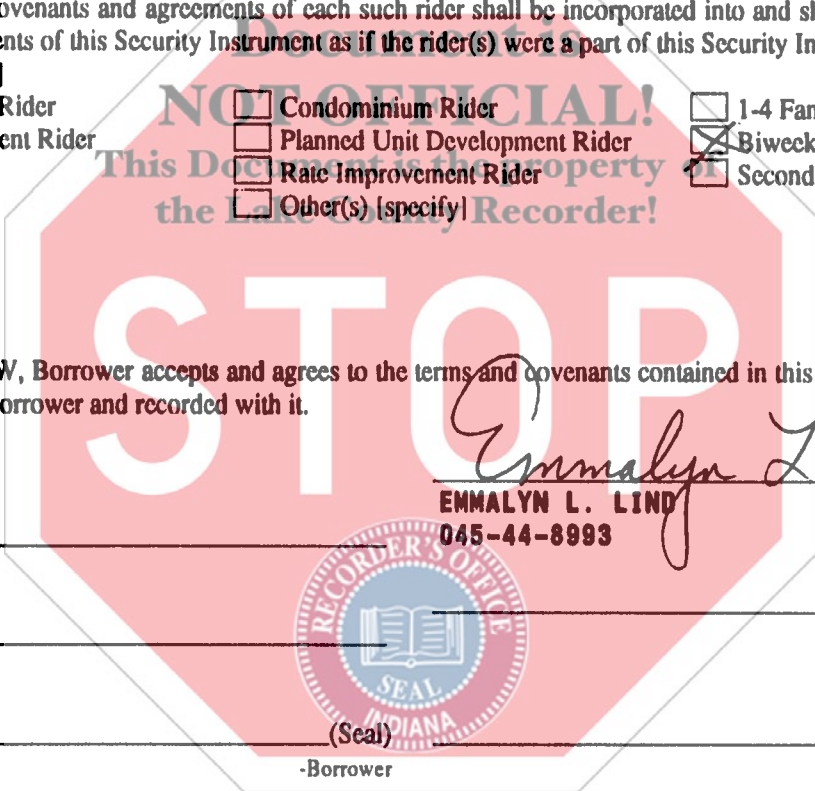 ovenants and agreements of each such rider shall be incorporated into and sh
nts of this Security Instrument as if the rider(s) were a part of this Security In
Document is
NOT OFFICIAL!
This Document is the property of
the Lake County Recorder!
Rider
Condominium Rider
1-4 Fam
ent Rider
Planned Unit Development Rider
Biweek
Rate Improvement Rider
Second
Other(s) [specify]
STOP
, Borrower accepts and agrees to the terms and covenants contained in this
orrower and recorded with it.
Emmalyn L
EMMALYN L. LIND
[SSN redacted]
RECORDER'S OFFICE
SEAL
INDIANA
(Seal)
-Borrower